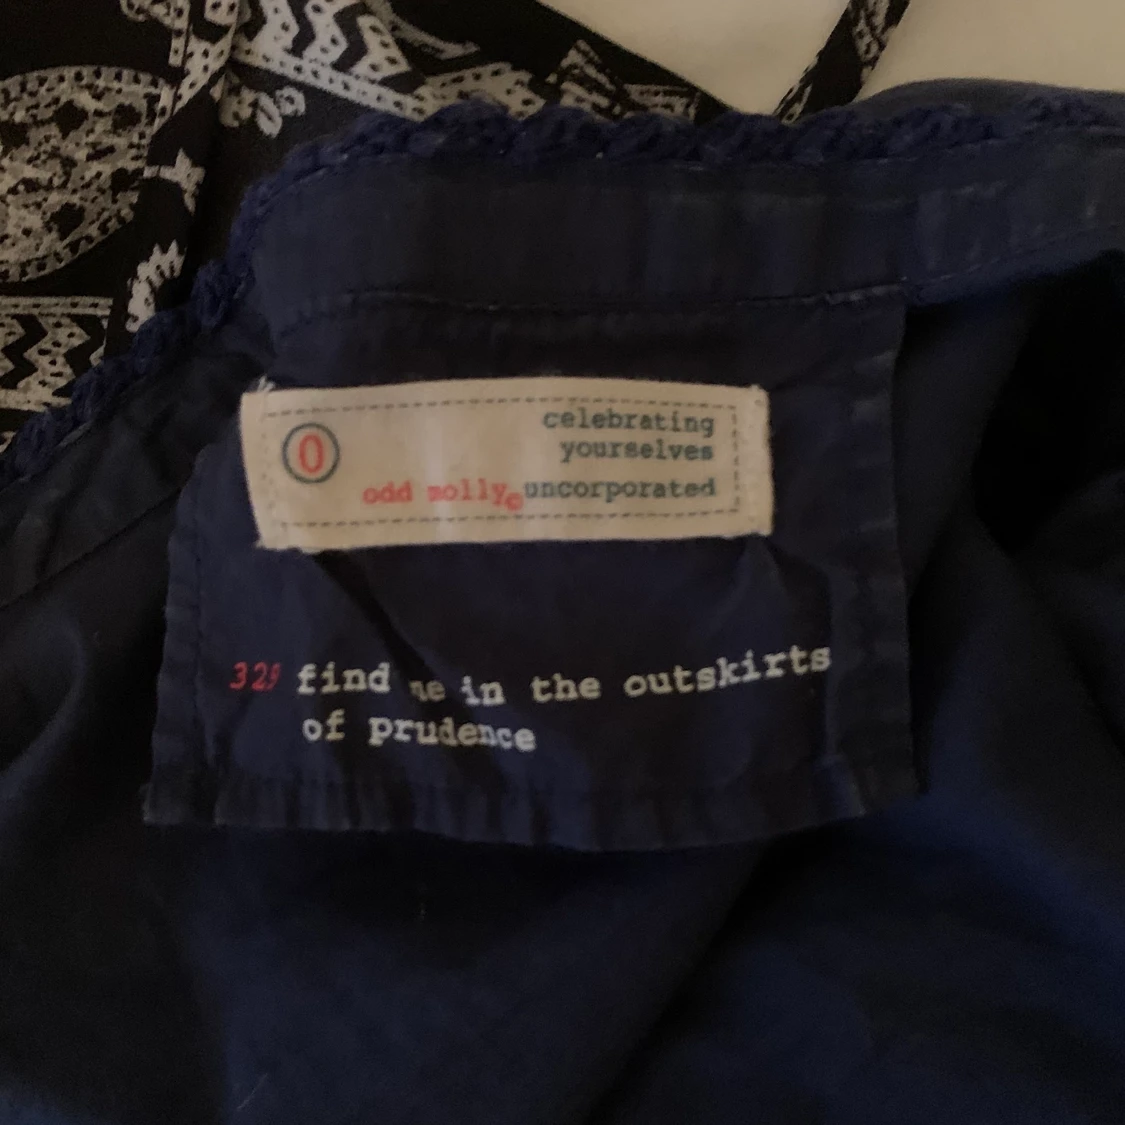 0
celebrating
yourselves
odd molly©uncorporated
329 find me in the outskirts
of prudence